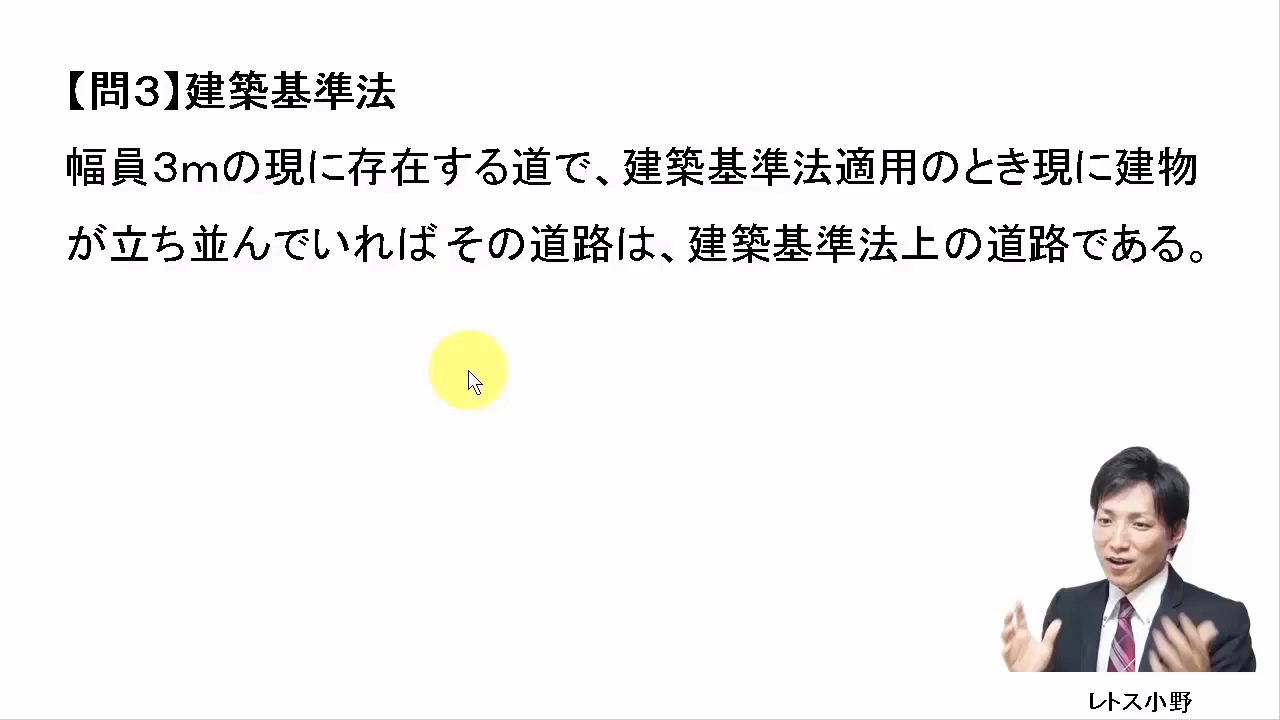 【問３】建築基準法
幅員３ｍの現に存在する道で、建築基準法適用のとき現に建物
が立ち並んでいればその道路は、建築基準法上の道路である。
レトス小野